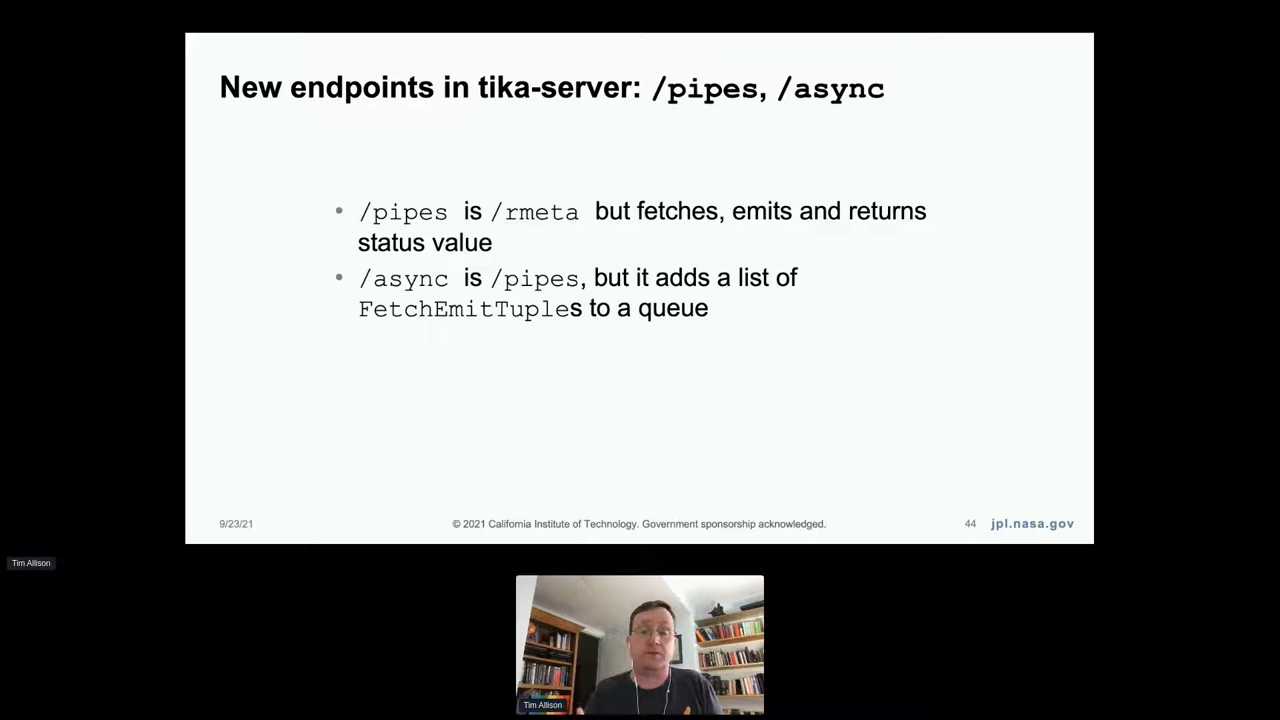 New endpoints in tika-server: /pipes, /async
• /pipes is /rmeta but fetches, emits and returns
status value
• /async is /pipes, but it adds a list of
FetchEmitTuples to a queue
9/23/21
© 2021 California Institute of Technology. Government sponsorship acknowledged.
44
jpl.nasa.gov
Tim Allison
Tim Allison